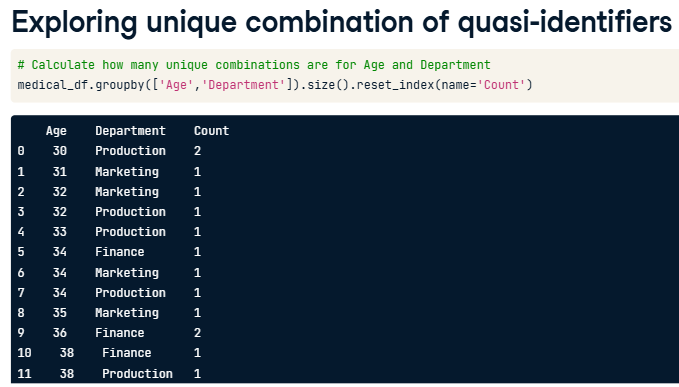 Exploring unique combination of quasi-identifiers
# Calculate how many unique combinations are for Age and Department
medical_df.groupby(['Age','Department']).size().reset_index(name='Count')
Age Department Count
0 30 Production 2
1 31 Marketing 1
2 32 Marketing 1
3 32 Production 1
4 33 Production 1
5 34 Finance 1
6 34 Marketing 1
7 34 Production 1
8 35 Marketing 1
9 36 Finance 2
10 38 Finance 1
11 38 Production 1